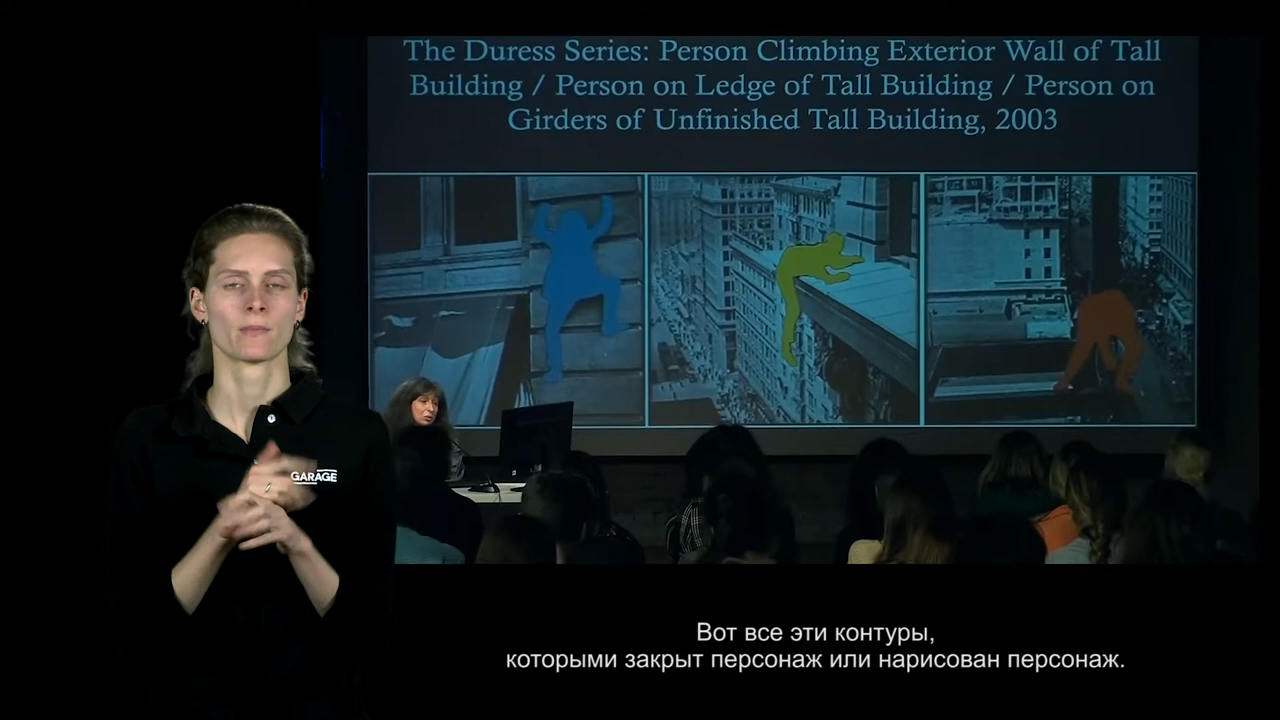 The Duress Series: Person Climbing Exterior Wall of Tall
Building / Person on Ledge of Tall Building / Person on
Girders of Unfinished Tall Building, 2003
GARAGE
Вот все эти контуры,
которыми закрыт персонаж или нарисован персонаж.